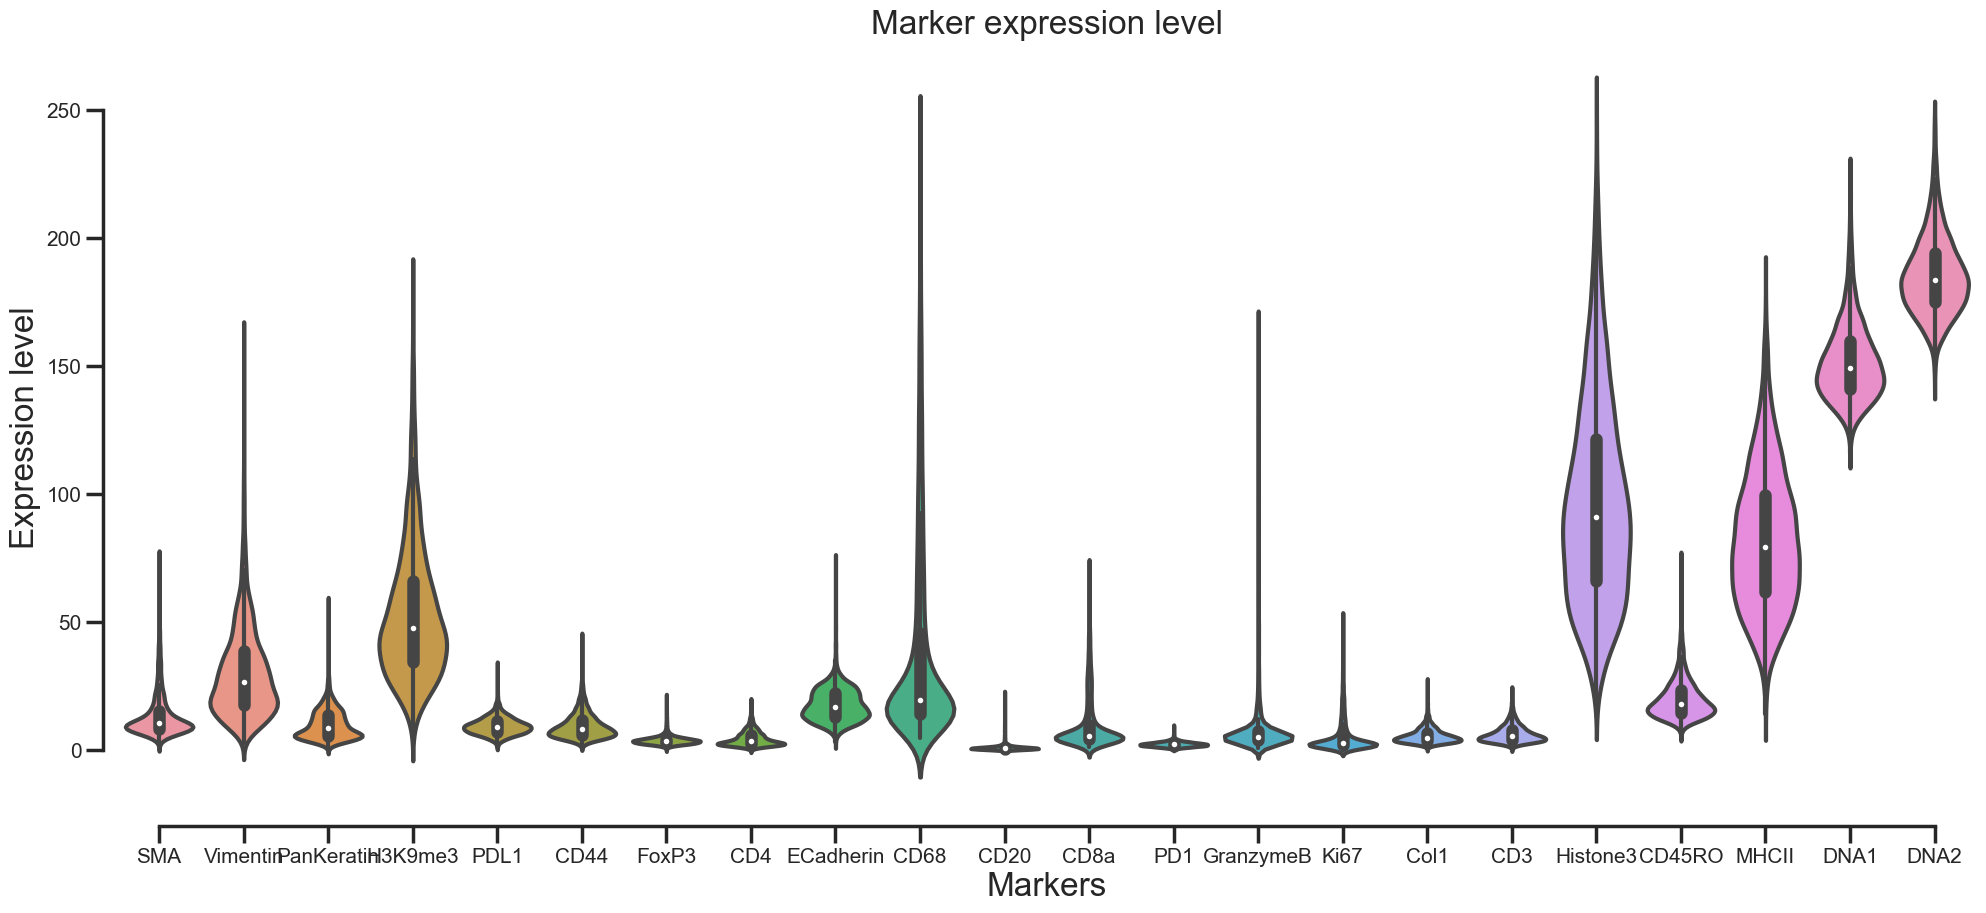 Marker expression level
Expression level
250
200
150
100
50
0
SMA Vimentin PanKeratin H3K9me3 PDL1 CD44 FoxP3 CD4 ECadherin CD68 CD20 CD8a PD1 GranzymeB Ki67 Col1 CD3 Histone3 CD45RO MHCII DNA1 DNA2
Markers